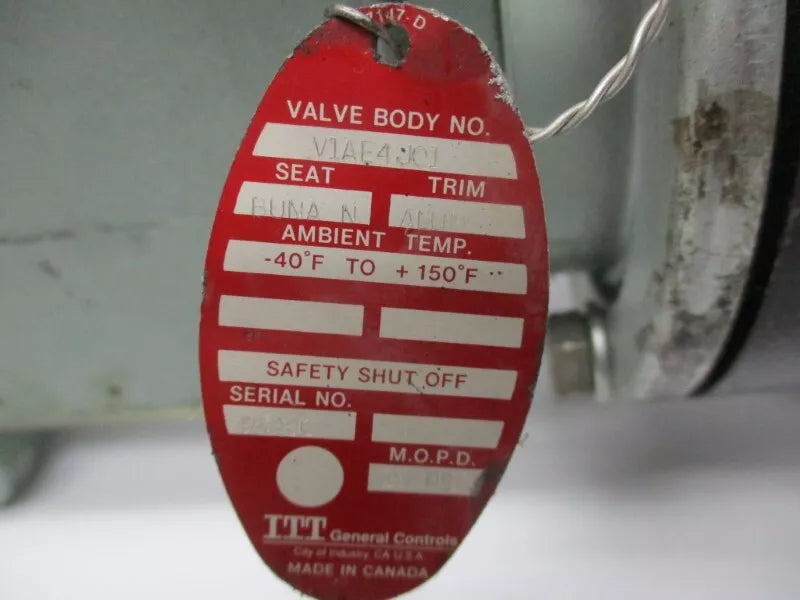 7147-D
VALVE BODY NO.
V1AE4J01
SEAT TRIM
BUNA N
AMBIENT TEMP.
-40°F TO +150°F
SAFETY SHUT OFF
SERIAL NO.
M.O.P.D.
ITT General Controls
City of Industry, CA U.S.A.
MADE IN CANADA